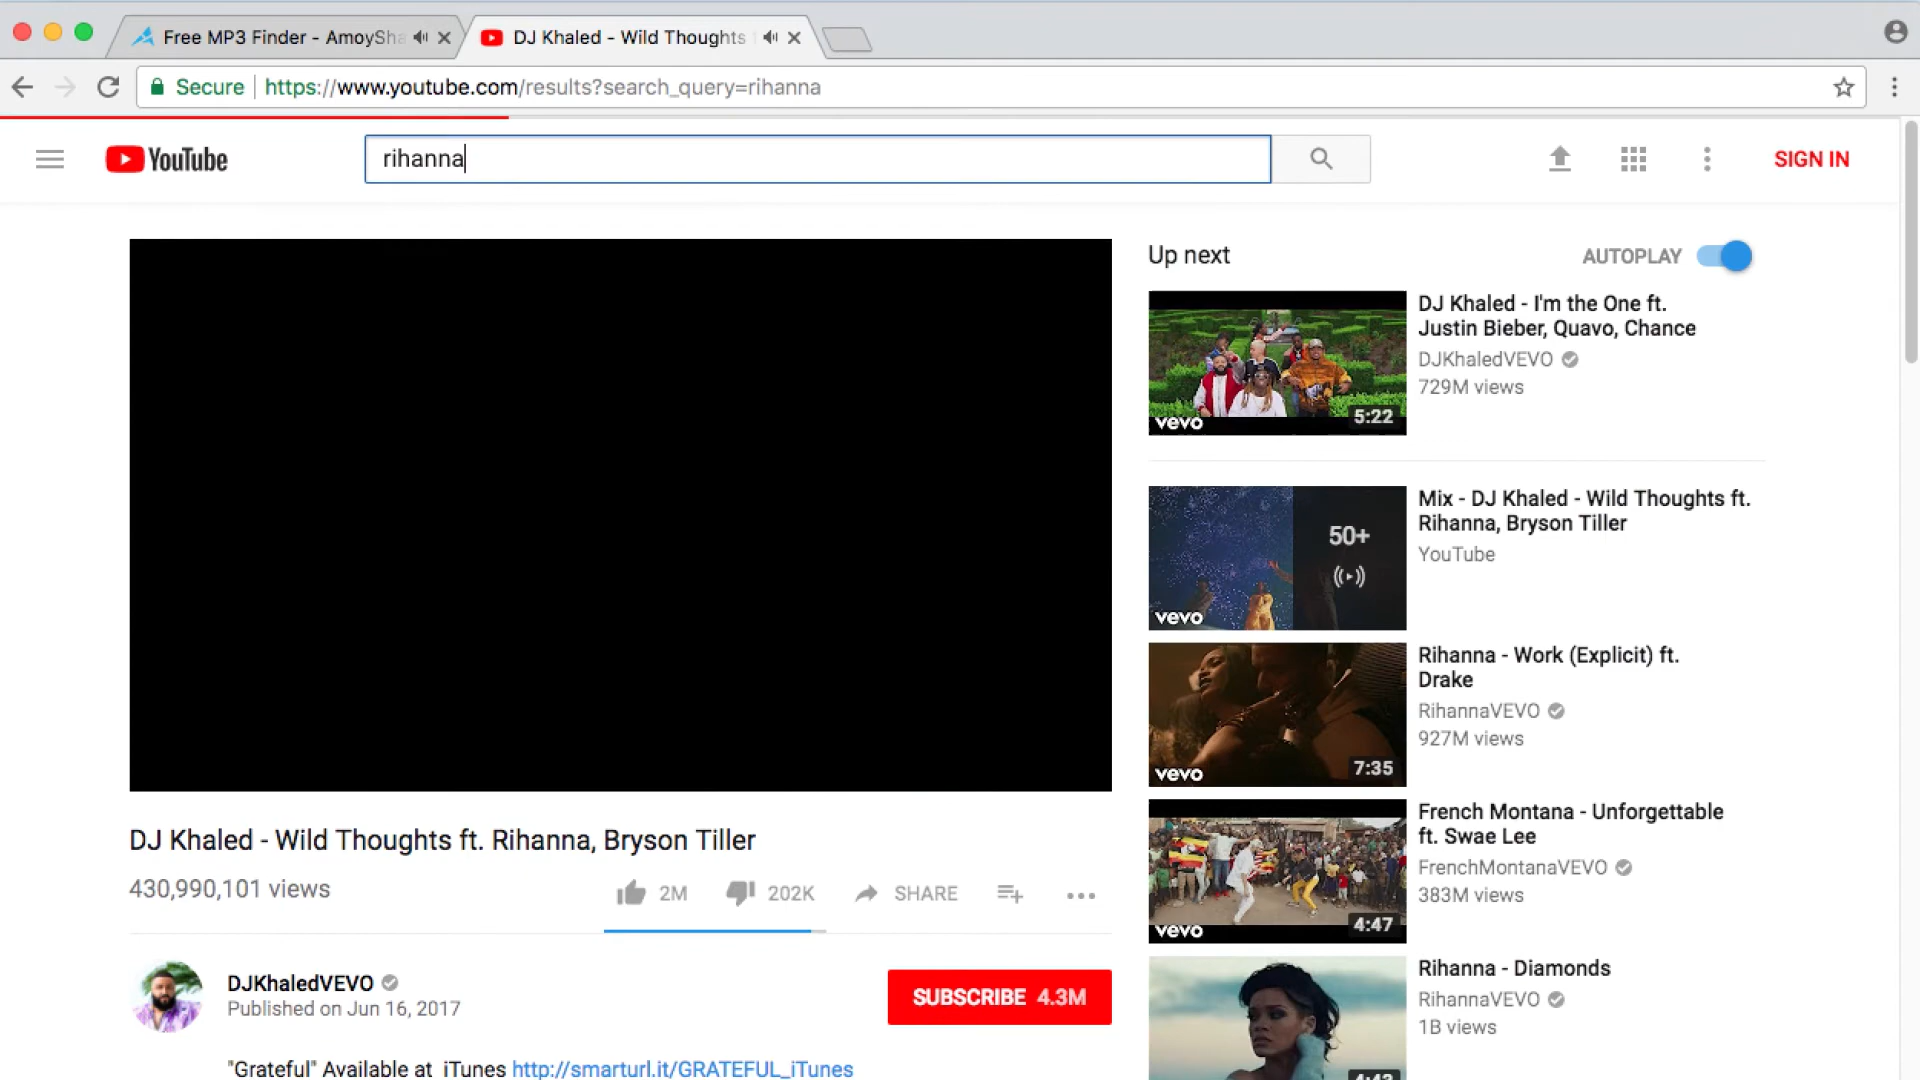 Free MP3 Finder - AmoySha
DJ Khaled - Wild Thoughts
Secure
https://www.youtube.com/results?search_query=rihanna
YouTube
rihanna
SIGN IN
Up next
AUTOPLAY
DJ Khaled - I'm the One ft.
Justin Bieber, Quavo, Chance
DJKhaledVEVO
729M views
vevo
5:22
Mix - DJ Khaled - Wild Thoughts ft.
Rihanna, Bryson Tiller
YouTube
50+
vevo
Rihanna - Work (Explicit) ft.
Drake
RihannaVEVO
927M views
vevo
7:35
French Montana - Unforgettable
ft. Swae Lee
FrenchMontanaVEVO
383M views
vevo
4:47
Rihanna - Diamonds
RihannaVEVO
1B views
DJ Khaled - Wild Thoughts ft. Rihanna, Bryson Tiller
430,990,101 views
2M
202K
SHARE
DJKhaledVEVO
Published on Jun 16, 2017
SUBSCRIBE 4.3M
"Grateful" Available at iTunes http://smarturl.it/GRATEFUL_iTunes